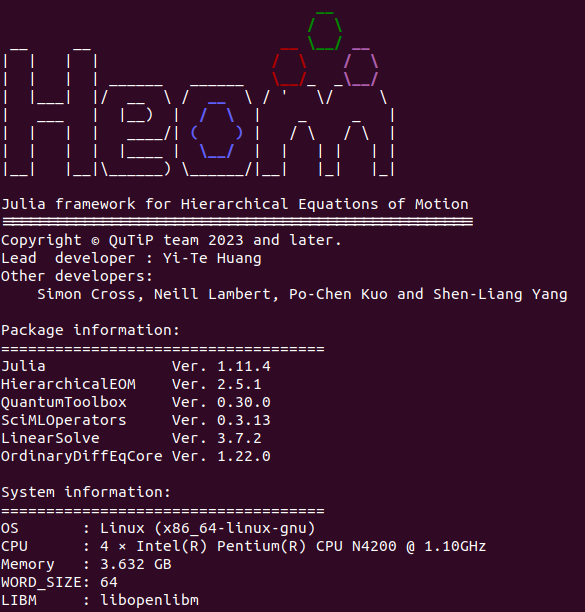 Heom
Julia framework for Hierarchical Equations of Motion
Copyright © QuTiP team 2023 and later.
Lead  developer : Yi-Te Huang
Other developers:
    Simon Cross, Neill Lambert, Po-Chen Kuo and Shen-Liang Yang
Package information:
====================================
Julia              Ver. 1.11.4
HierarchicalEOM    Ver. 2.5.1
QuantumToolbox     Ver. 0.30.0
SciMLOperators     Ver. 0.3.13
LinearSolve        Ver. 3.7.2
OrdinaryDiffEqCore Ver. 1.22.0
System information:
====================================
OS       : Linux (x86_64-linux-gnu)
CPU      : 4 × Intel(R) Pentium(R) CPU N4200 @ 1.10GHz
Memory   : 3.632 GB
WORD_SIZE: 64
LIBM     : libopenlibm